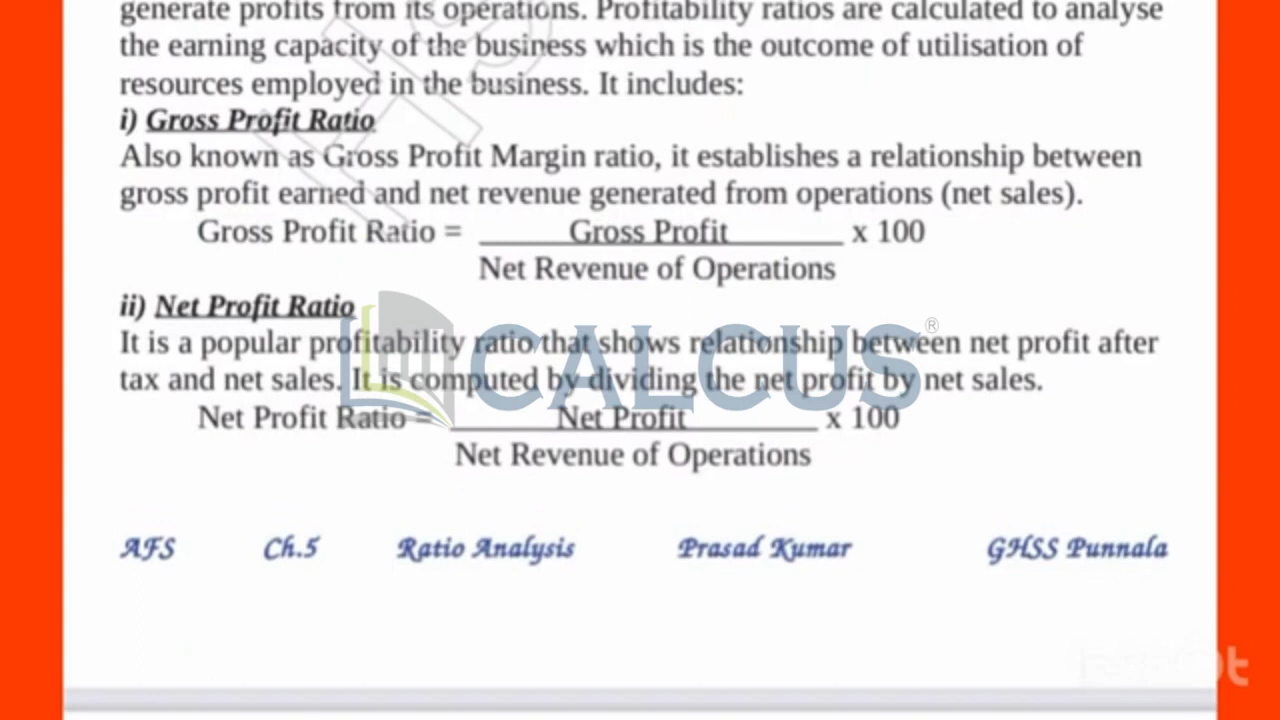 generate profits from its operations. Profitability ratios are calculated to analyse
the earning capacity of the business which is the outcome of utilisation of
resources employed in the business. It includes:
i) Gross Profit Ratio
Also known as Gross Profit Margin ratio, it establishes a relationship between
gross profit earned and net revenue generated from operations (net sales).
Gross Profit Ratio = Gross Profit x 100
Net Revenue of Operations
ii) Net Profit Ratio
It is a popular profitability ratio that shows relationship between net profit after
tax and net sales. It is computed by dividing the net profit by net sales.
CALCUS®
Net Profit Ratio = Net Profit x 100
Net Revenue of Operations
AFS Ch.5 Ratio Analysis Prasad Kumar GHSS Punnala